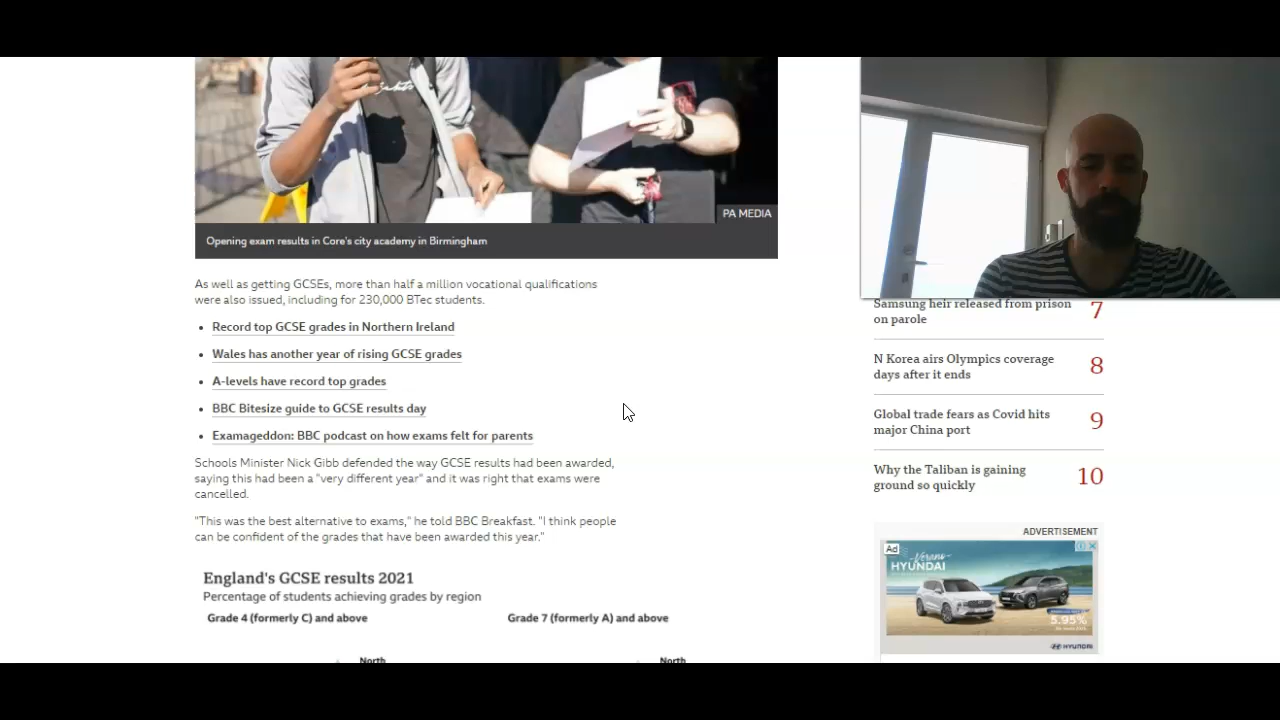 PA MEDIA
Opening exam results in Core's city academy in Birmingham
As well as getting GCSEs, more than half a million vocational qualifications
were also issued, including for 230,000 BTec students.
Record top GCSE grades in Northern Ireland
Wales has another year of rising GCSE grades
A-levels have record top grades
BBC Bitesize guide to GCSE results day
Examageddon: BBC podcast on how exams felt for parents
Schools Minister Nick Gibb defended the way GCSE results had been awarded,
saying this had been a "very different year" and it was right that exams were
cancelled.
"This was the best alternative to exams," he told BBC Breakfast. "I think people
can be confident of the grades that have been awarded this year."
England's GCSE results 2021
Percentage of students achieving grades by region
Grade 4 (formerly C) and above
Grade 7 (formerly A) and above
North
North
Samsung heir released from prison
on parole
7
N Korea airs Olympics coverage
days after it ends
8
Global trade fears as Covid hits
major China port
9
Why the Taliban is gaining
ground so quickly
10
ADVERTISEMENT
Ad
Verano
HYUNDAI
5.95%
HYUNDAI